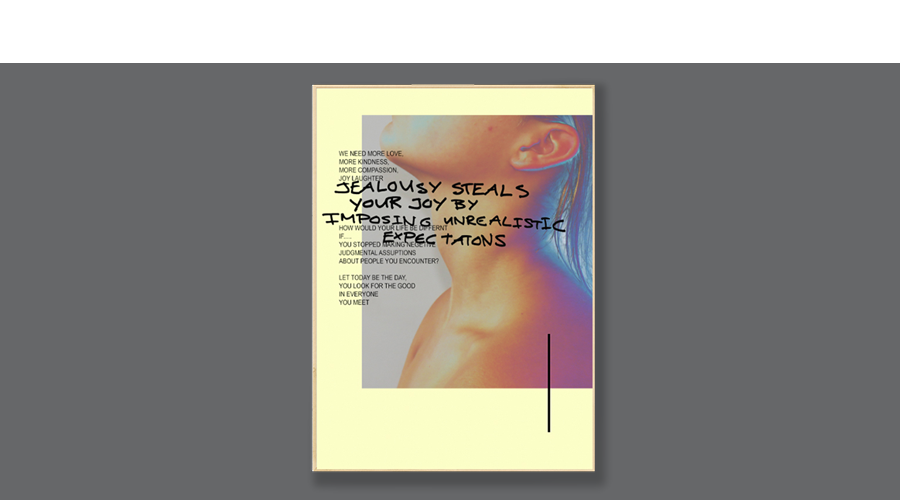 WE NEED MORE LOVE,
MORE KINDNESS,
MORE COMPASSION,
JOY LAUGHTER
JEALOUSY STEALS
YOUR JOY BY
IMPOSING UNREALISTIC
EXPECTATONS
HOW WOULD YOUR LIFE BE DIFFERNT
IF....
YOU STOPPED MAKING NEGETIVE
JUDGMENTAL ASSUPTIONS
ABOUT PEOPLE YOU ENCOUNTER?
LET TODAY BE THE DAY,
YOU LOOK FOR THE GOOD
IN EVERYONE
YOU MEET